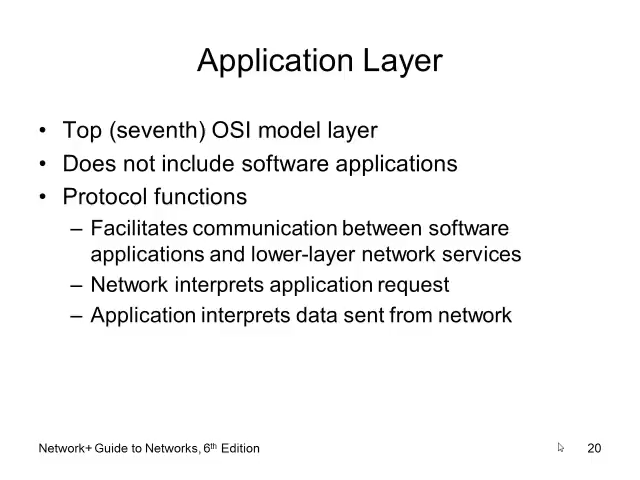 Application Layer
• Top (seventh) OSI model layer
• Does not include software applications
• Protocol functions
– Facilitates communication between software
applications and lower-layer network services
– Network interprets application request
– Application interprets data sent from network
Network+ Guide to Networks, 6th Edition
20